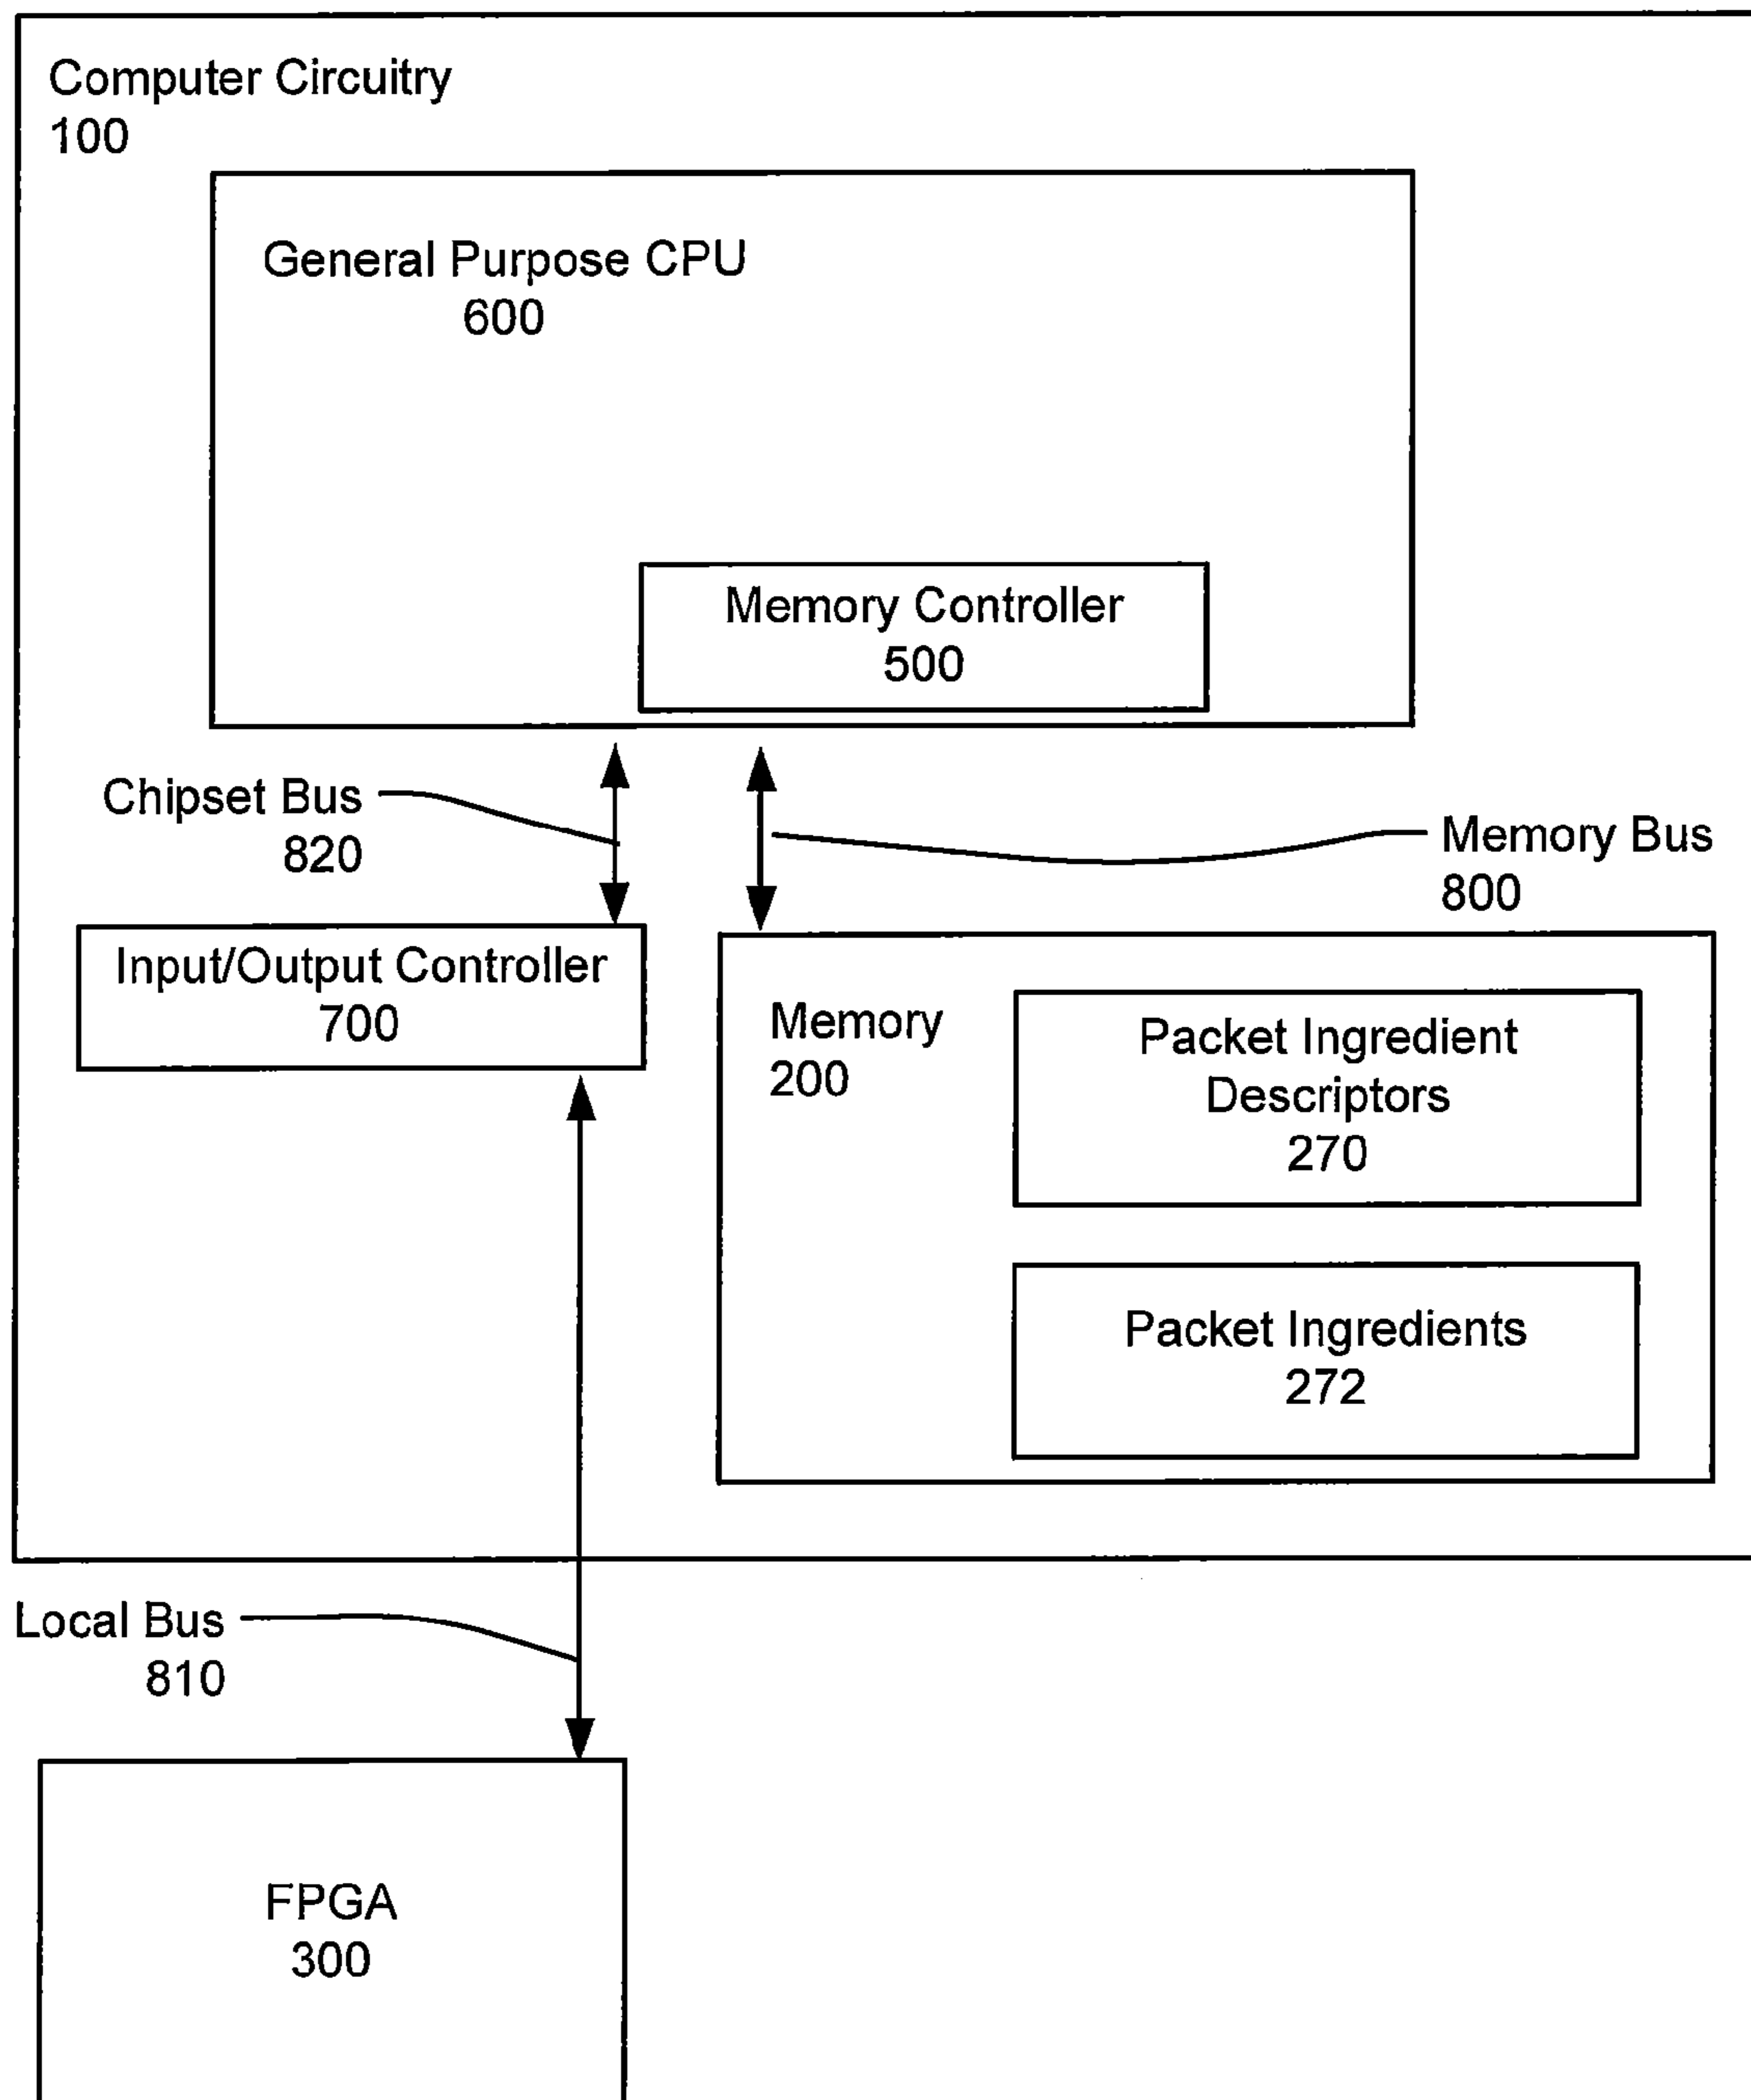 Computer Circuitry
100
General Purpose CPU
600
Memory Controller
500
Chipset Bus
820
Memory Bus
800
Input/Output Controller
700
Memory
200
Packet Ingredient
Descriptors
270
Packet Ingredients
272
Local Bus
810
FPGA
300